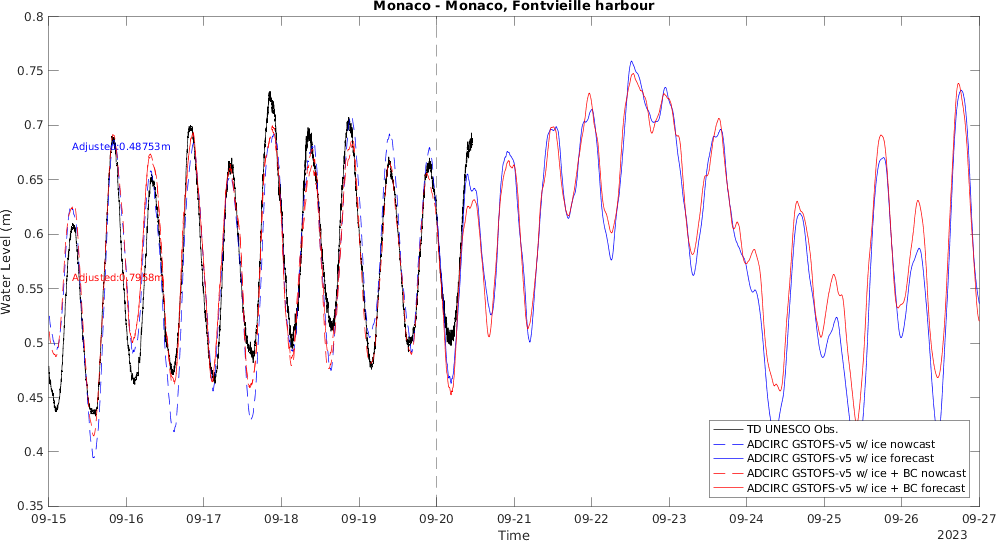 Monaco - Monaco, Fontvieille harbour
0.8
0.75
0.7
0.65
0.6
0.55
0.5
0.45
0.4
0.35
Water Level (m)
Adjusted:0.48753m
TD UNESCO Obs.
ADCIRC GSTOFS-v5 w/ ice nowcast
ADCIRC GSTOFS-v5 w/ ice forecast
ADCIRC GSTOFS-v5 w/ ice + BC nowcast
ADCIRC GSTOFS-v5 w/ ice + BC forecast
09-15 09-16 09-17 09-18 09-19 09-20 09-21 09-22 09-23 09-24 09-25 09-26 09-27
Time
2023